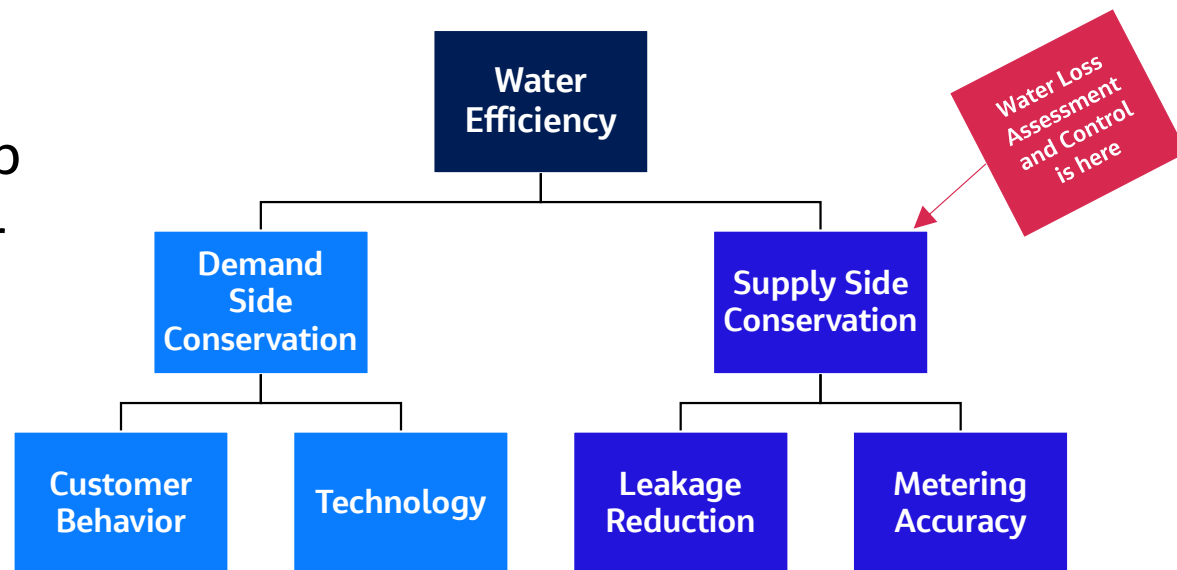 Water
Efficiency
Water Loss
Assessment
and Control
is here
Demand
Side
Conservation
Supply Side
Conservation
Customer
Behavior
Technology
Leakage
Reduction
Metering
Accuracy